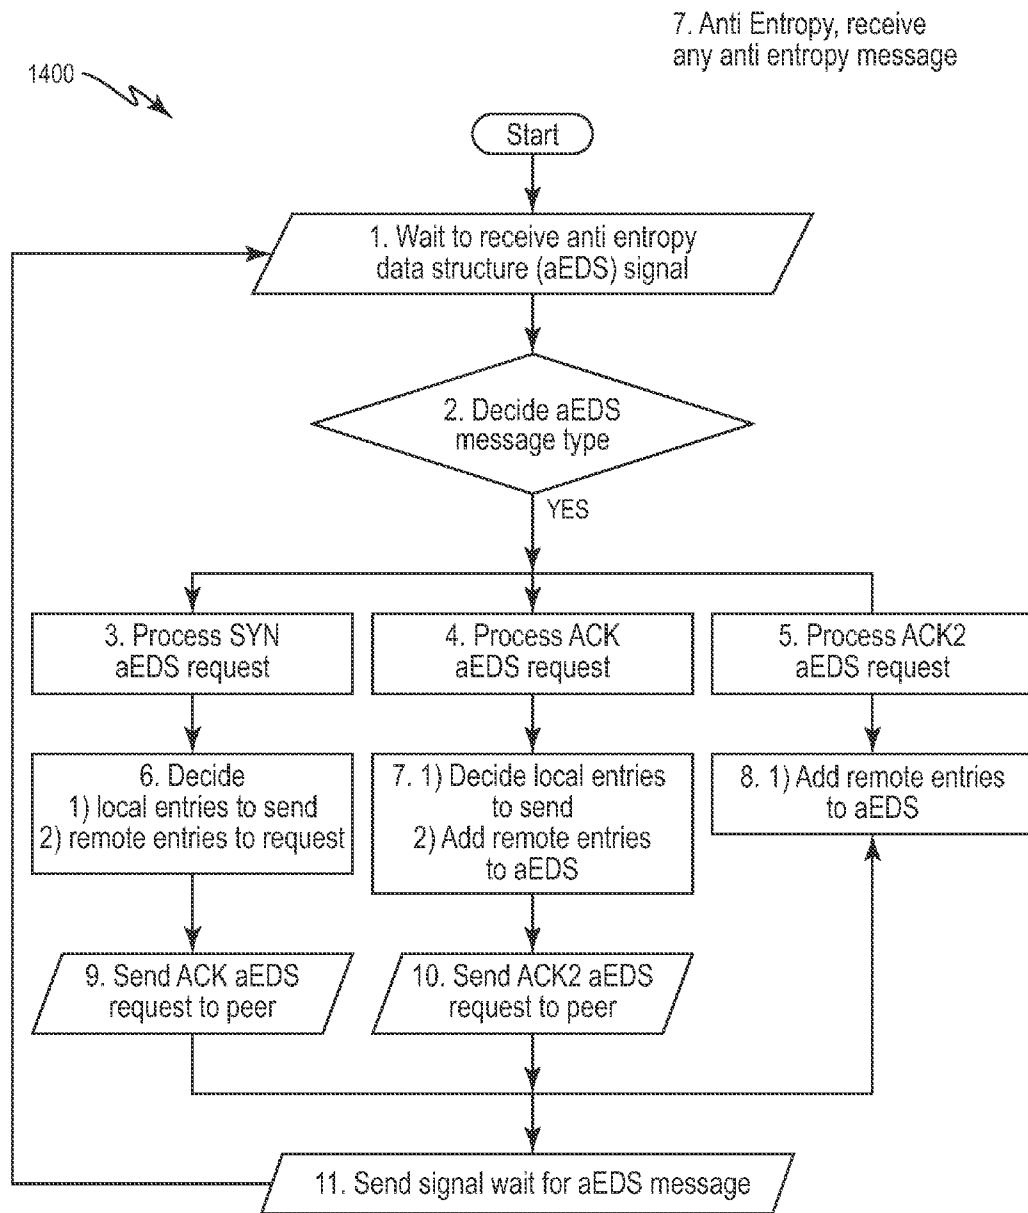 7. Anti Entropy, receive
any anti entropy message
1400
Start
1. Wait to receive anti entropy
data structure (aEDS) signal
2. Decide aEDS
message type
YES
3. Process SYN
aEDS request
4. Process ACK
aEDS request
5. Process ACK2
aEDS request
6. Decide
1) local entries to send
2) remote entries to request
7. 1) Decide local entries
to send
2) Add remote entries
to aEDS
8. 1) Add remote entries
to aEDS
9. Send ACK aEDS
request to peer
10. Send ACK2 aEDS
request to peer
11. Send signal wait for aEDS message